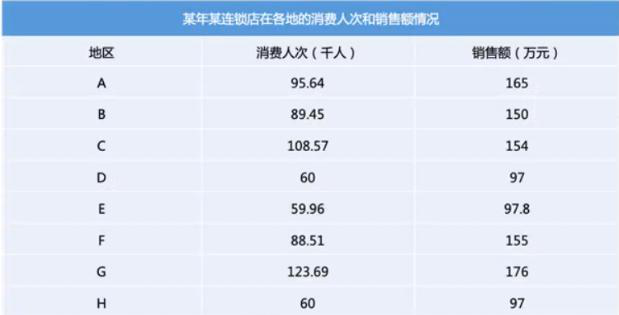 某年某连锁店在各地的消费人次和销售额情况
地区 消费人次（千人） 销售额（万元）
A 95.64 165
B 89.45 150
C 108.57 154
D 60 97
E 59.96 97.8
F 88.51 155
G 123.69 176
H 60 97